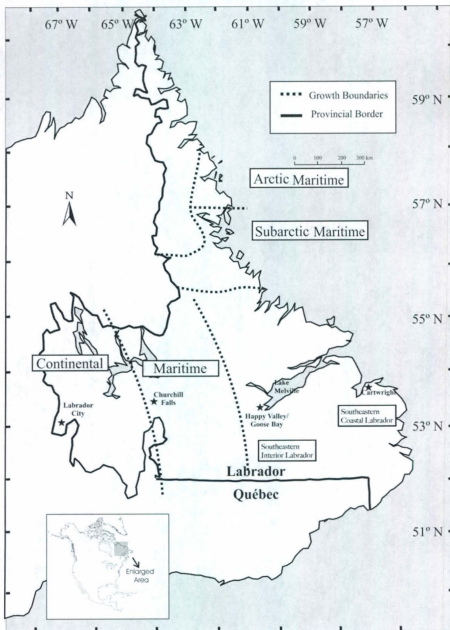 67º W 65º W 63º W 61º W 59º W 57º W
59º N
Growth Boundaries
Provincial Border
0 100 200 300 km
Arctic Maritime
N
57º N
Subarctic Maritime
55º N
Continental
Maritime
Lake
Melville
Cartwright
Labrador
City
Churchill
Falls
Happy Valley/
Goose Bay
Southeastern
Coastal Labrador
53º N
Southeastern
Interior Labrador
Labrador
Québec
51º N
Enlarged
Area